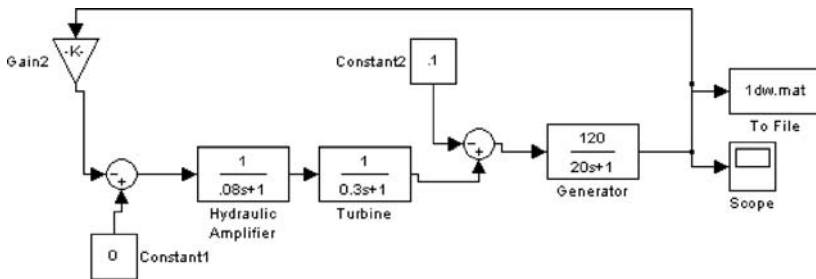 -K-
Gain2
Constant2
.1
1dw.mat
To File
-
+
1
.08s+1
Hydraulic
Amplifier
1
0.3s+1
Turbine
-
+
120
20s+1
Generator
Scope
0
Constant1